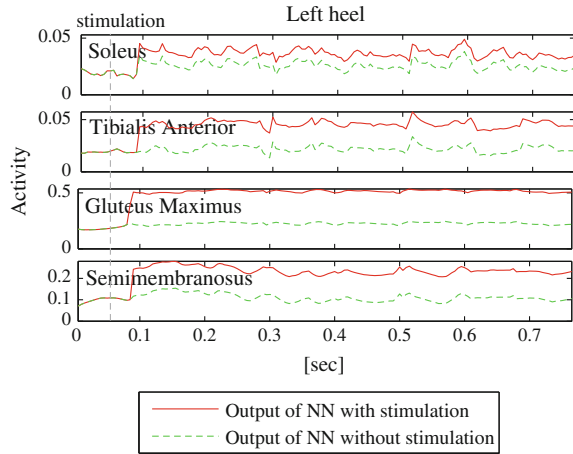 stimulation
Left heel
0.05
Soleus
0
0.05
Tibialis Anterior
0
0.5
Gluteus Maximus
0
Semimembranosus
0.2
0.1
0
0 0.1 0.2 0.3 0.4 0.5 0.6 0.7
[sec]
Activity
Output of NN with stimulation
Output of NN without stimulation